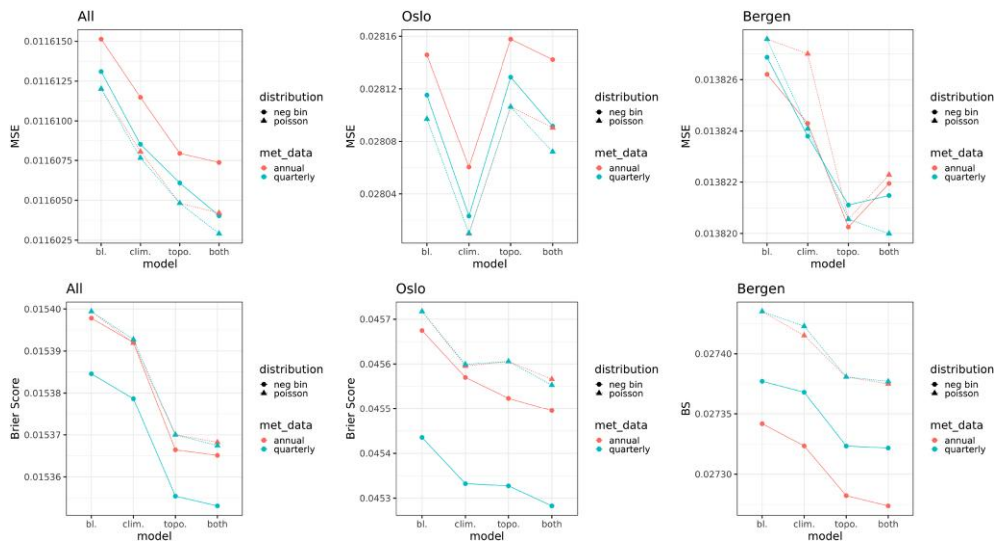 All
0.0116150
0.0116125
0.0116100
0.0116075
0.0116050
0.0116025
MSE
bl. clim. topo. both
model
distribution
neg bin
poisson
met_data
annual
quarterly
Oslo
0.02816
0.02812
0.02808
0.02804
MSE
bl. clim. topo. both
model
distribution
neg bin
poisson
met_data
annual
quarterly
Bergen
0.013826
0.013824
0.013822
0.013820
MSE
bl. clim. topo. both
model
distribution
neg bin
poisson
met_data
annual
quarterly
All
0.01540
0.01539
0.01538
0.01537
0.01536
Brier Score
bl. clim. topo. both
model
distribution
neg bin
poisson
met_data
annual
quarterly
Oslo
0.0457
0.0456
0.0455
0.0454
0.0453
Brier Score
bl. clim. topo. both
model
distribution
neg bin
poisson
met_data
annual
quarterly
Bergen
0.02740
0.02735
0.02730
BS
bl. clim. topo. both
model
distribution
neg bin
poisson
met_data
annual
quarterly